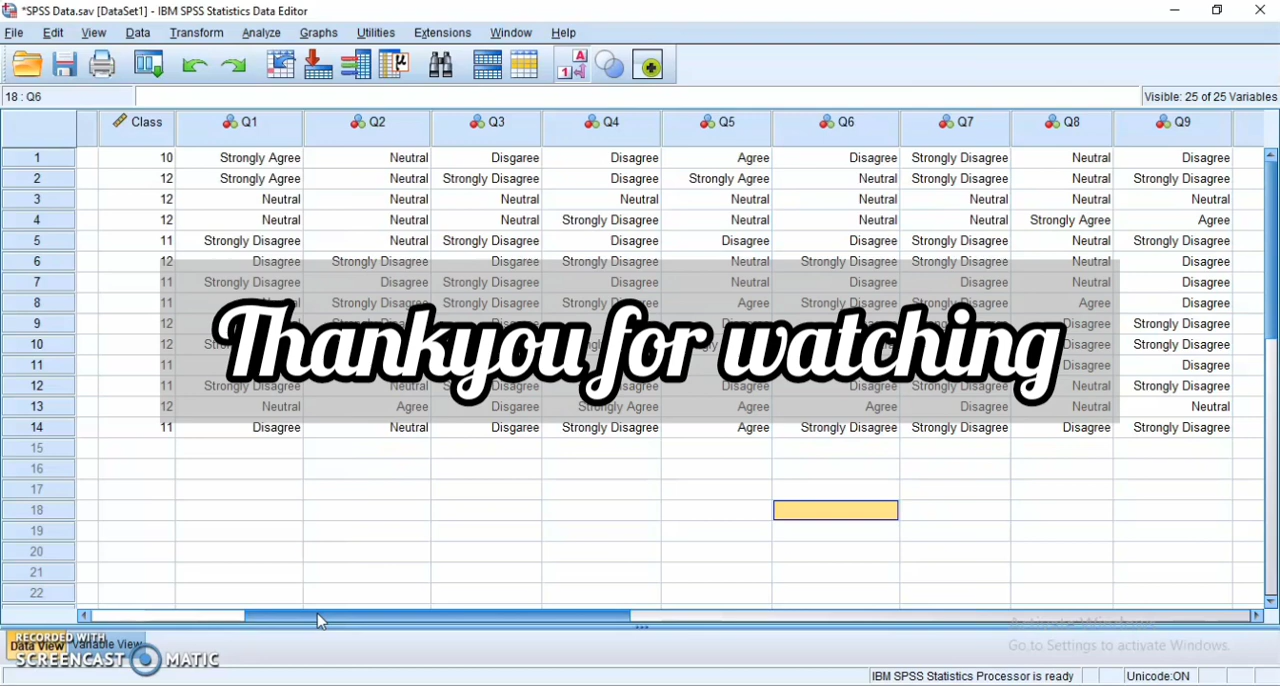 *SPSS Data.sav [DataSet1] - IBM SPSS Statistics Data Editor
File Edit View Data Transform Analyze Graphs Utilities Extensions Window Help
18 : Q6 Visible: 25 of 25 Variables
Class Q1 Q2 Q3 Q4 Q5 Q6 Q7 Q8 Q9
1 10 Strongly Agree Neutral Disgaree Disagree Agree Disagree Strongly Disagree Neutral Disagree
2 12 Strongly Agree Neutral Strongly Disagree Disagree Strongly Agree Neutral Strongly Disagree Neutral Strongly Disagree
3 12 Neutral Neutral Neutral Neutral Neutral Neutral Neutral Neutral Neutral
4 12 Neutral Neutral Neutral Strongly Disagree Neutral Neutral Neutral Strongly Agree Agree
5 11 Strongly Disagree Neutral Strongly Disagree Disagree Disagree Disagree Strongly Disagree Neutral Strongly Disagree
6 12 Disagree Strongly Disagree Disgaree Strongly Disagree Neutral Strongly Disagree Strongly Disagree Neutral Disagree
7 11 Strongly Disagree Disagree Strongly Disagree Disagree Neutral Disagree Strongly Disagree Neutral Disagree
8 11 Strongly Disagree Strongly Disagree Agree Strongly Disagree Strongly Disagree Agree Disagree
9 12 Disagree Strongly Disagree
10 12 Disagree Strongly Disagree
11 11 Disagree Disagree
12 11 Strongly Disagree Neutral Strongly Disagree Disagree Disagree Strongly Disagree Neutral Strongly Disagree
13 12 Neutral Agree Disgaree Strongly Agree Agree Agree Disagree Neutral Neutral
14 11 Disagree Neutral Disgaree Strongly Disagree Agree Strongly Disagree Strongly Disagree Disagree Strongly Disagree
Thankyou for watching
15
16
17
18
19
20
21
22
Data View Variable View
RECORDED WITH
SCREENCAST MATIC
Go to Settings to activate Windows.
IBM SPSS Statistics Processor is ready Unicode:ON